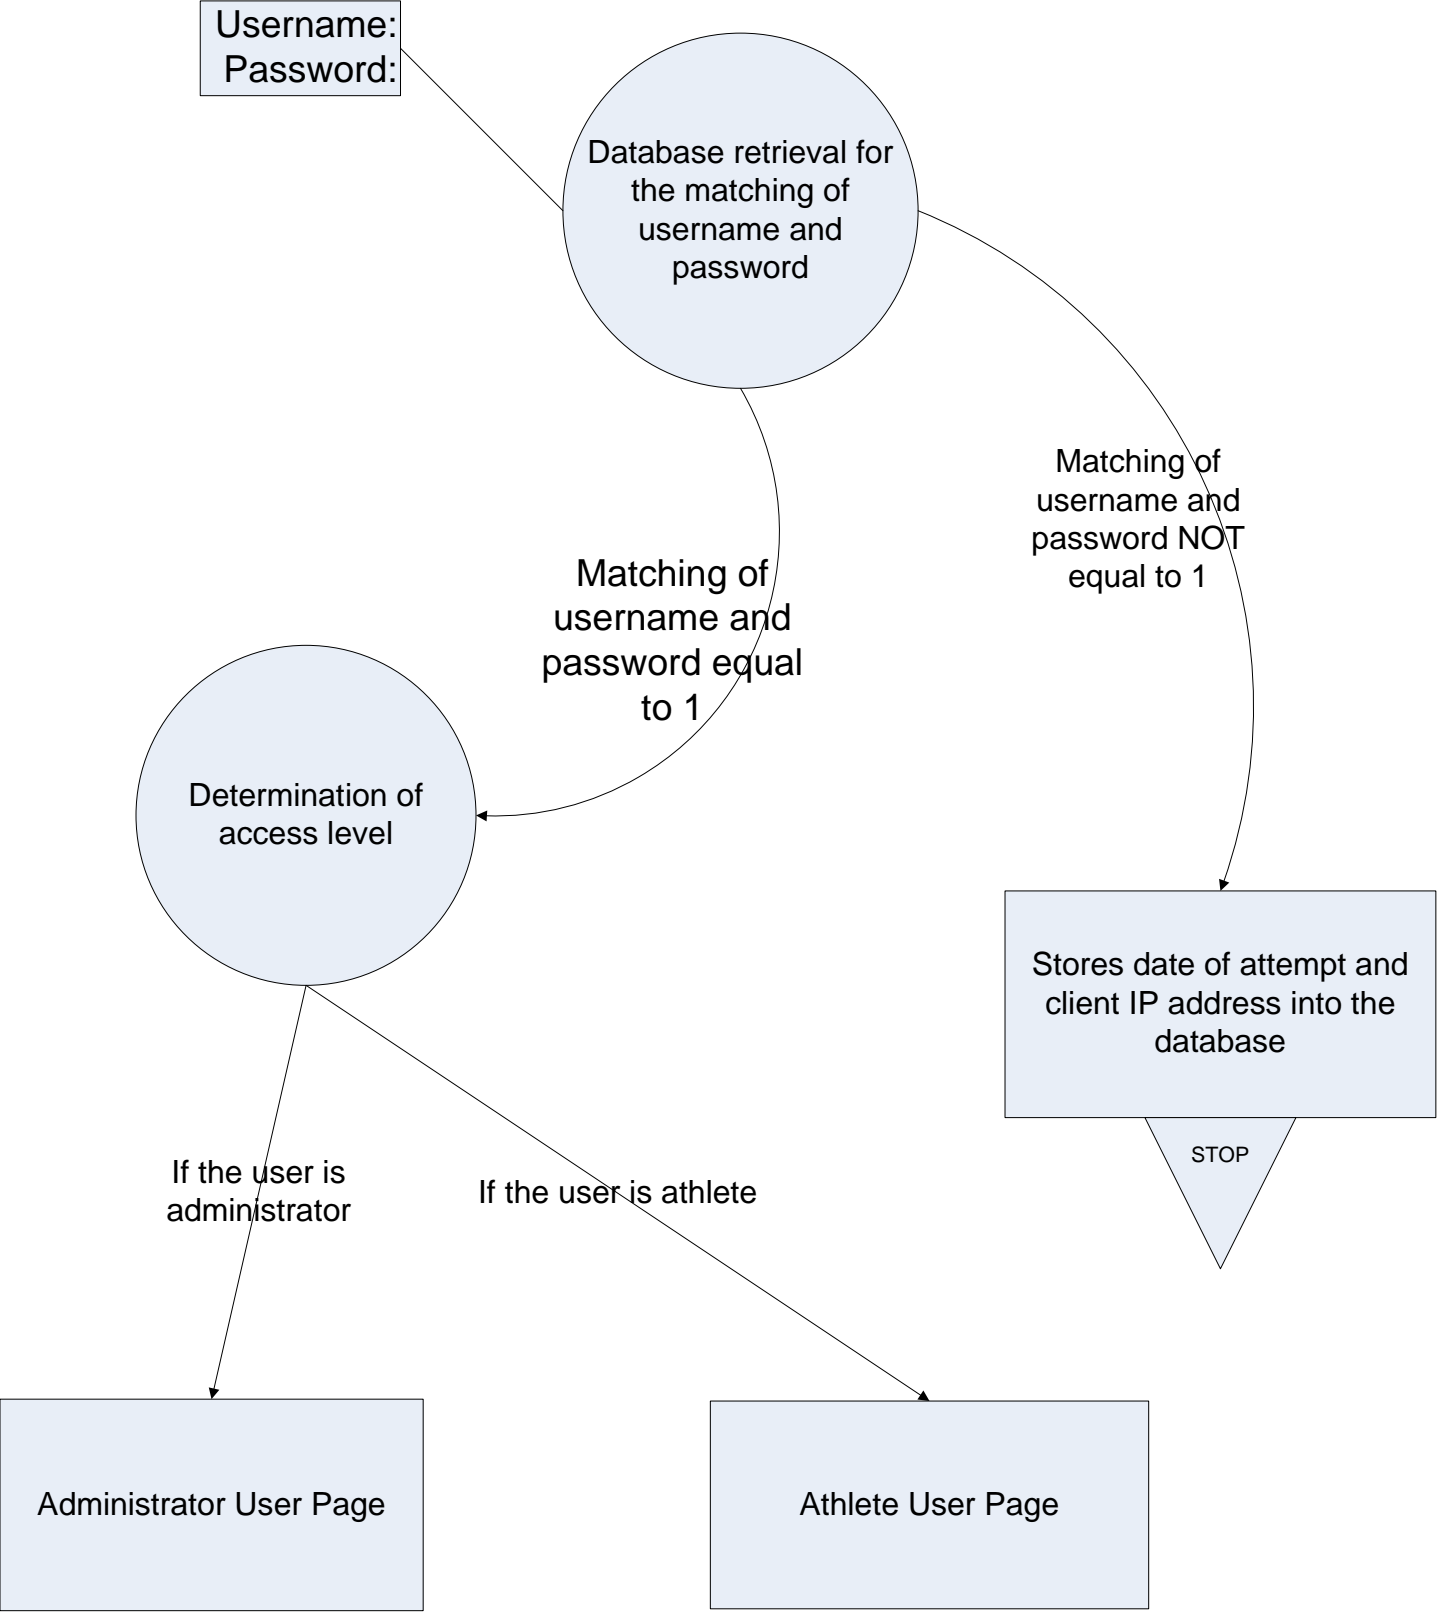 Username:
Password:
Database retrieval for
the matching of
username and
password
Matching of
username and
password NOT
equal to 1
Matching of
username and
password equal
to 1
Determination of
access level
Stores date of attempt and
client IP address into the
database
STOP
If the user is
administrator
If the user is athlete
Administrator User Page
Athlete User Page